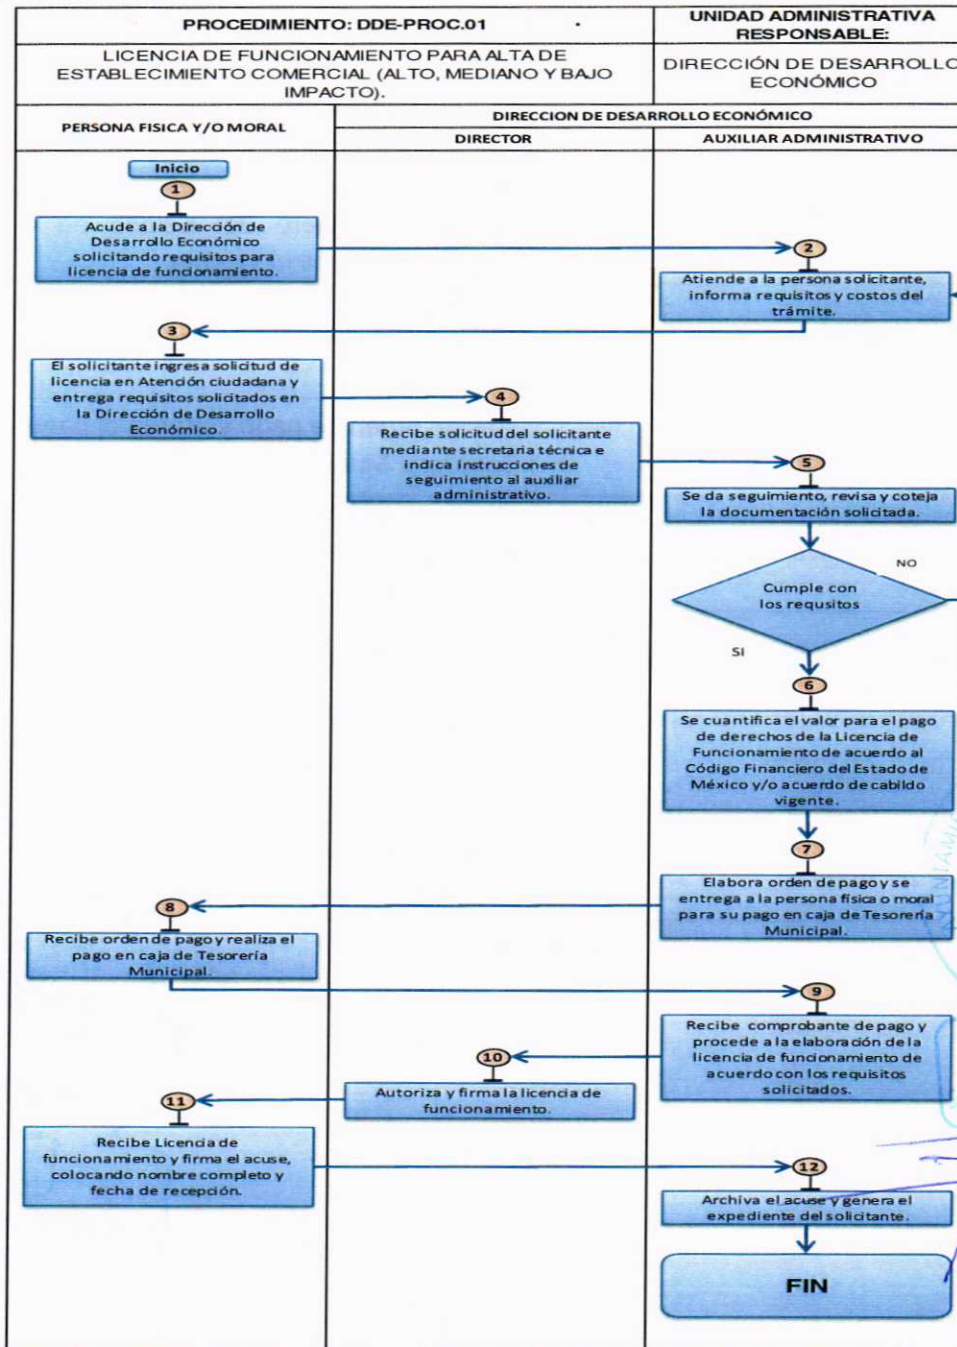 PROCEDIMIENTO: DDE-PROC.01
UNIDAD ADMINISTRATIVA
RESPONSABLE:
LICENCIA DE FUNCIONAMIENTO PARA ALTA DE
ESTABLECIMIENTO COMERCIAL (ALTO, MEDIANO Y BAJO
IMPACTO).
DIRECCIÓN DE DESARROLLO
ECONÓMICO
PERSONA FISICA Y/O MORAL
DIRECCION DE DESARROLLO ECONÓMICO
DIRECTOR
AUXILIAR ADMINISTRATIVO
Inicio
1
Acude a la Dirección de
Desarrollo Económico
solicitando requisitos para
licencia de funcionamiento.
2
Atiende a la persona solicitante,
informa requisitos y costos del
trámite.
3
El solicitante ingresa solicitud de
licencia en Atención ciudadana y
entrega requisitos solicitados en
la Dirección de Desarrollo
Económico.
4
Recibe solicitud del solicitante
mediante secretaria técnica e
indica instrucciones de
seguimiento al auxiliar
administrativo.
5
Se da seguimiento, revisa y coteja
la documentación solicitada.
NO
Cumple con
los requsitos
SI
6
Se cuantifica el valor para el pago
de derechos de la Licencia de
Funcionamiento de acuerdo al
Código Financiero del Estado de
México y/o acuerdo de cabildo
vigente.
7
Elabora orden de pago y se
entrega a la persona física o moral
para su pago en caja de Tesorería
Municipal.
8
Recibe orden de pago y realiza el
pago en caja de Tesorería
Municipal.
9
Recibe comprobante de pago y
procede a la elaboración de la
licencia de funcionamiento de
acuerdo con los requisitos
solicitados.
10
Autoriza y firma la licencia de
funcionamiento.
11
Recibe Licencia de
funcionamiento y firma el acuse,
colocando nombre completo y
fecha de recepción.
12
Archiva el acuse y genera el
expediente del solicitante.
FIN